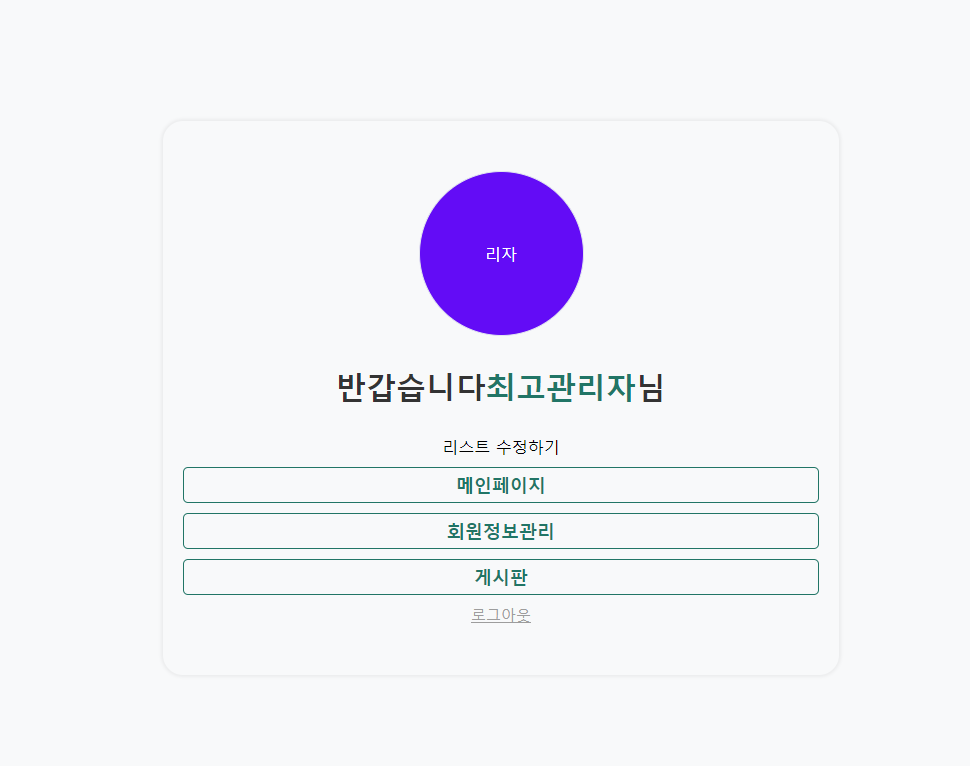 리자
반갑습니다최고관리자님
리스트 수정하기
메인페이지
회원정보관리
게시판
로그아웃